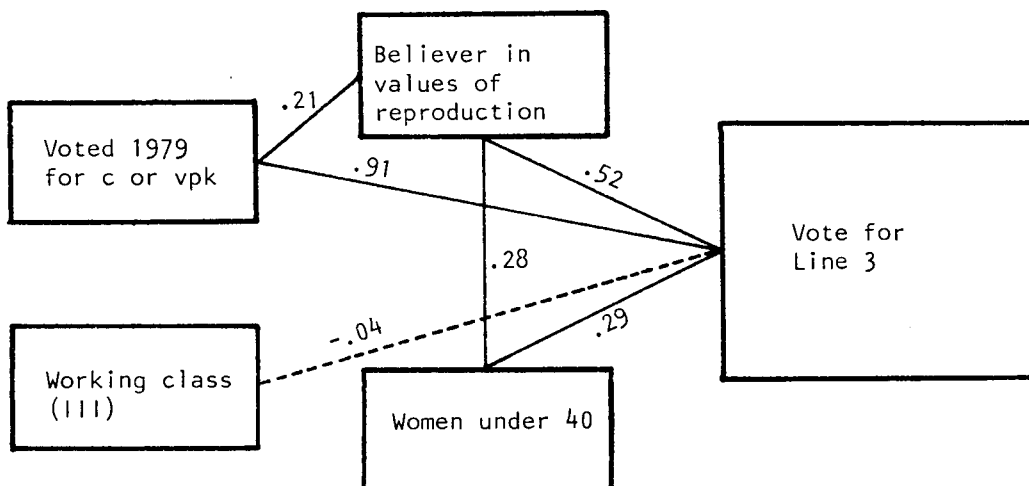 Believer in
values of
reproduction
.21
Voted 1979
for c or vpk
.91
.52
Vote for
Line 3
.28
-.04
.29
Working class
(III)
Women under 40